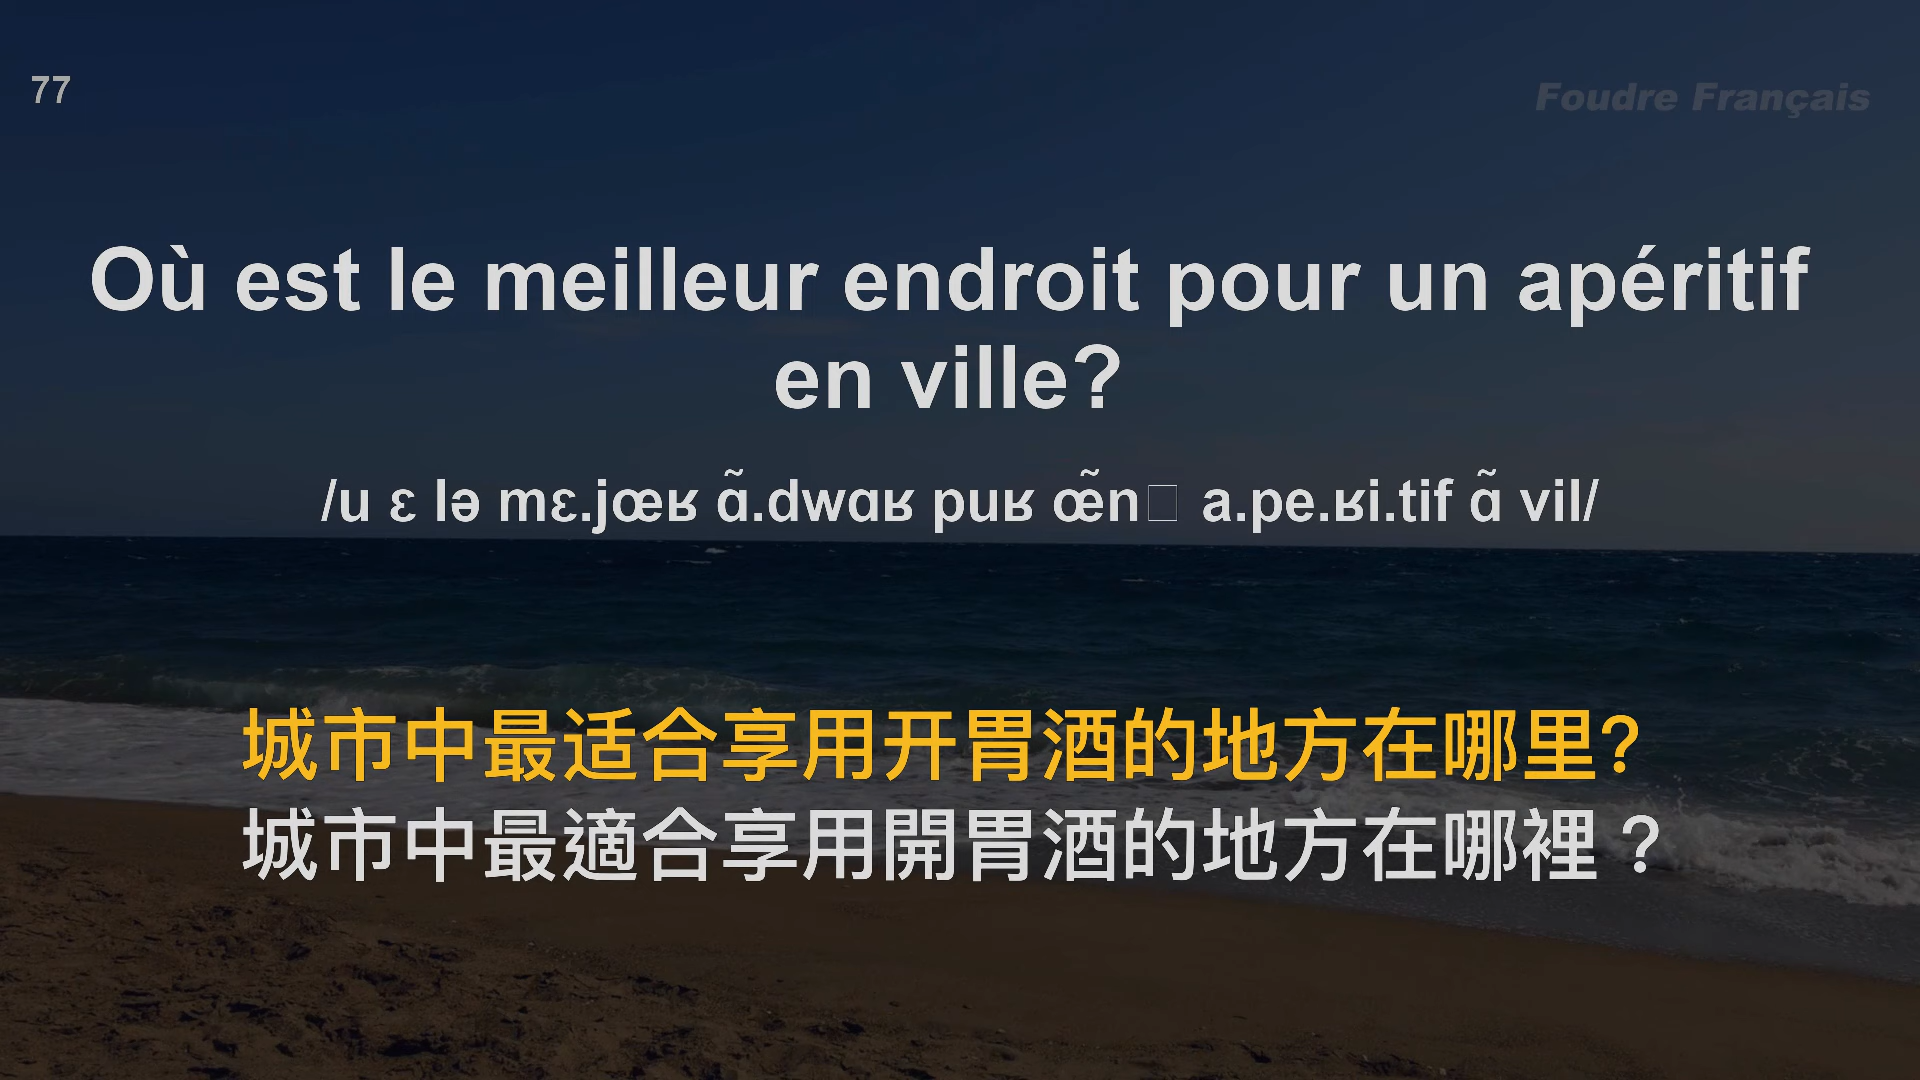 77
Foudre Français
Où est le meilleur endroit pour un apéritif
en ville?
/u ɛ lə mɛ.jœʁ ɑ̃.dwɑʁ puʁ œ̃n□ a.pe.ʁi.tif ɑ̃ vil/
城市中最适合享用开胃酒的地方在哪里?
城市中最適合享用開胃酒的地方在哪裡？